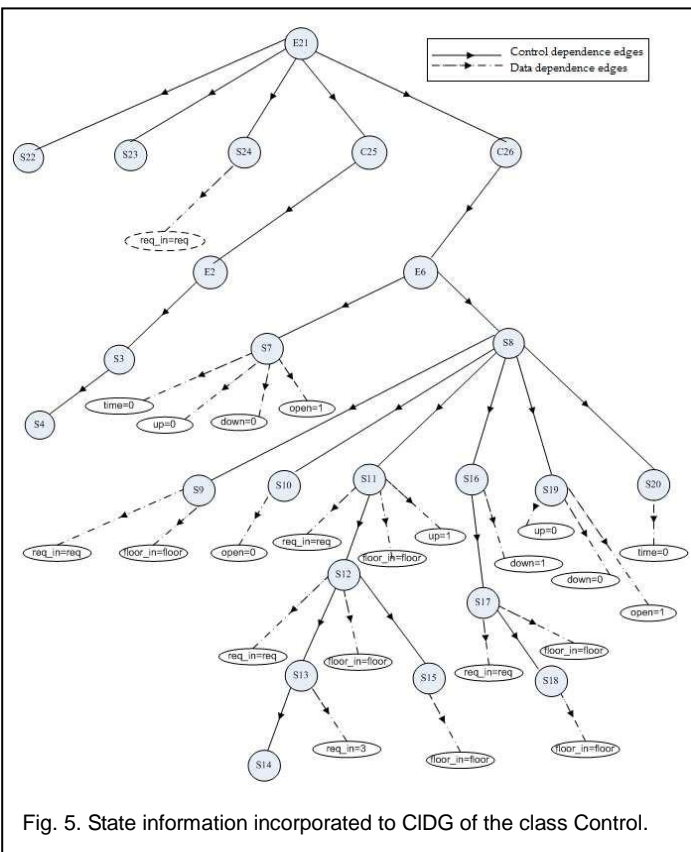 E21
Control dependence edges
Data dependence edges
S22
S23
S24
C25
C26
req_in=req
E2
E6
S3
S7
S8
time=0
up=0
down=0
open=1
S4
S9
S10
S11
S16
S19
S20
req_in=req
floor_in=floor
open=0
req_in=req
floor_in=floor
up=1
down=1
up=0
down=0
open=1
time=0
S12
S17
req_in=req
floor_in=floor
S13
S15
req_in=req
S18
floor_in=floor
S14
req_in=3
floor_in=floor
floor_in=floor
Fig. 5. State information incorporated to ClDG of the class Control.